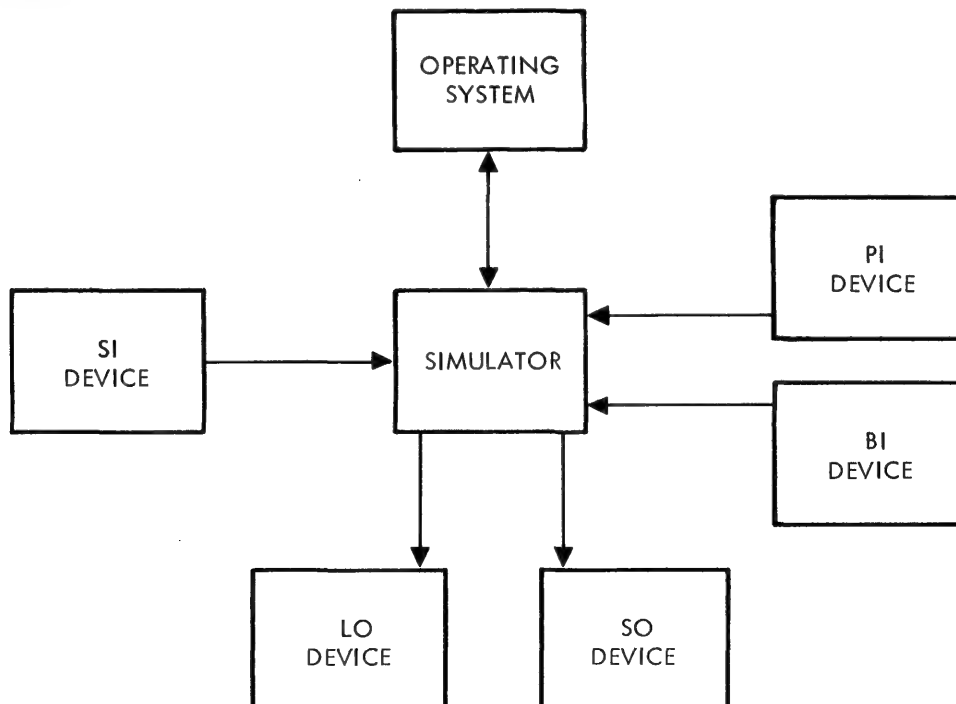 OPERATING
SYSTEM
PI
DEVICE
SI
DEVICE
SIMULATOR
BI
DEVICE
LO
DEVICE
SO
DEVICE